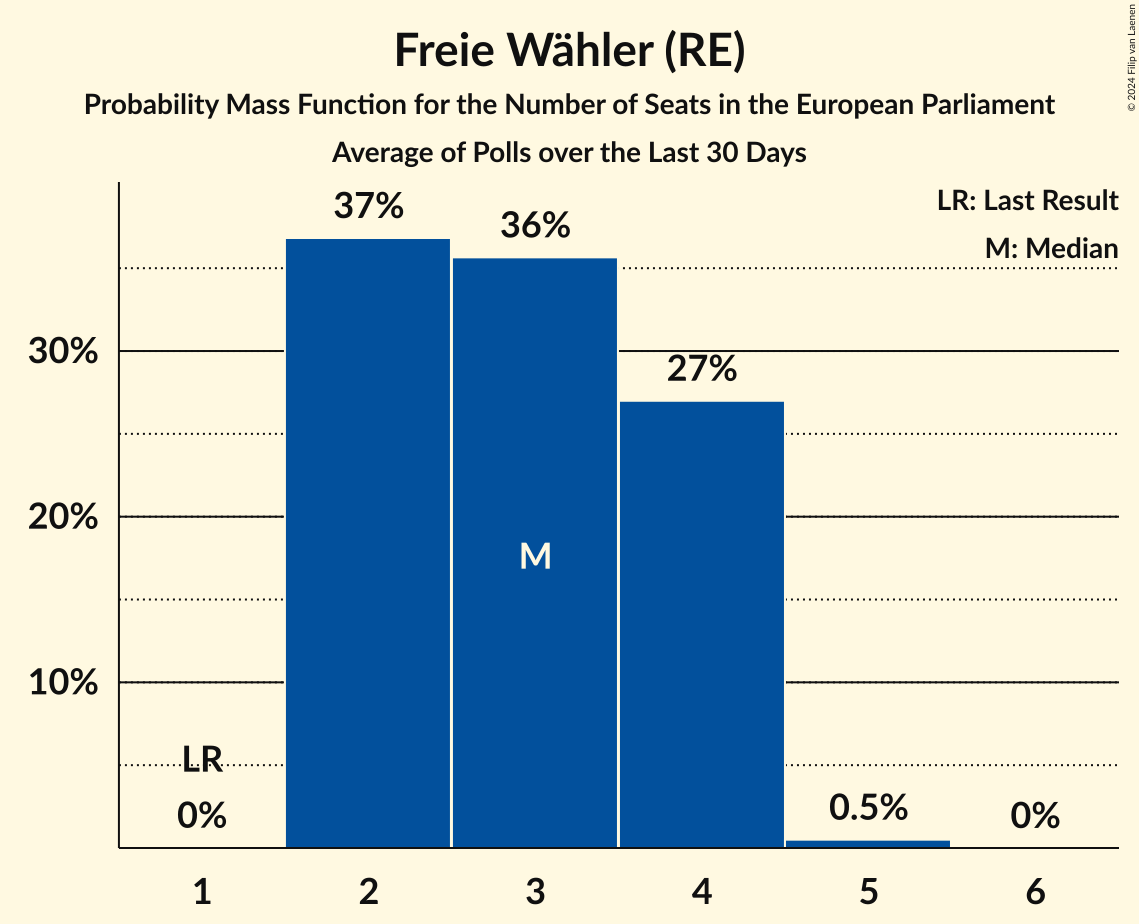 Freie Wähler (RE)
Probability Mass Function for the Number of Seats in the European Parliament
Average of Polls over the Last 30 Days
© 2024 Filip van Laenen
LR: Last Result
M: Median
37%
36%
27%
30%
20%
10%
M
LR
0%
0.5%
0%
1 2 3 4 5 6